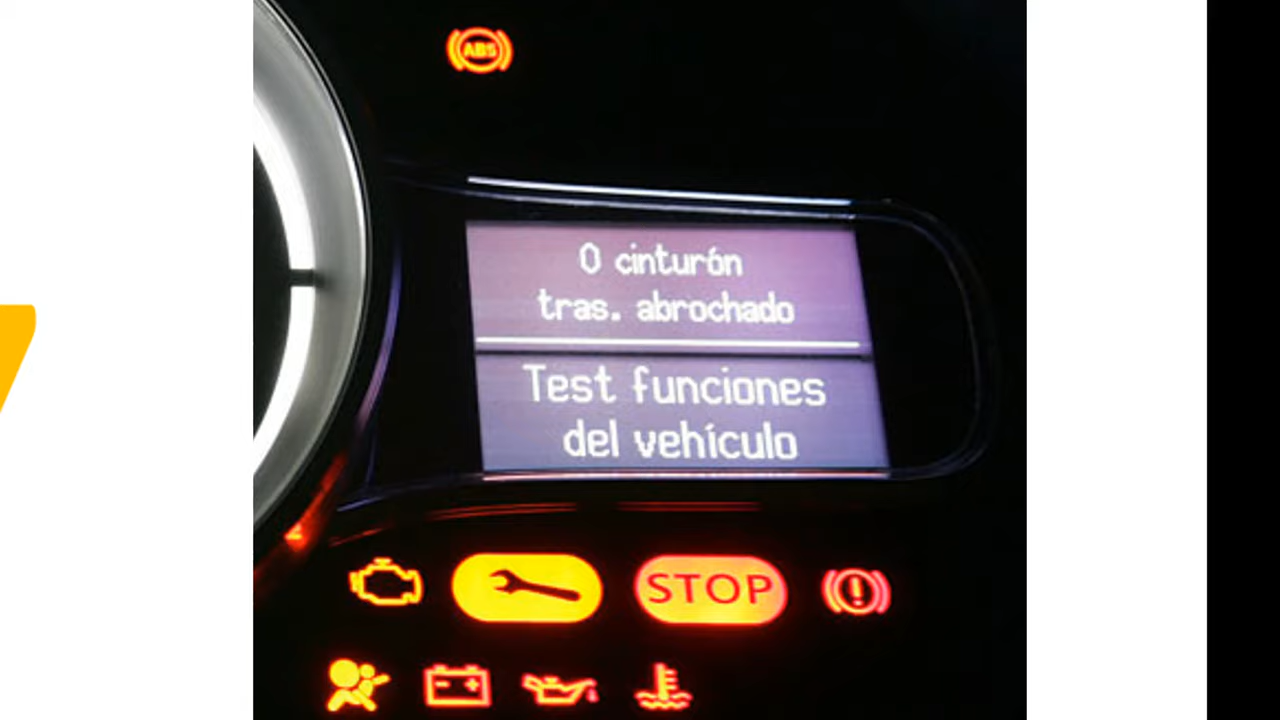 ABS
0 cinturón
tras. abrochado
Test funciones
del vehículo
STOP